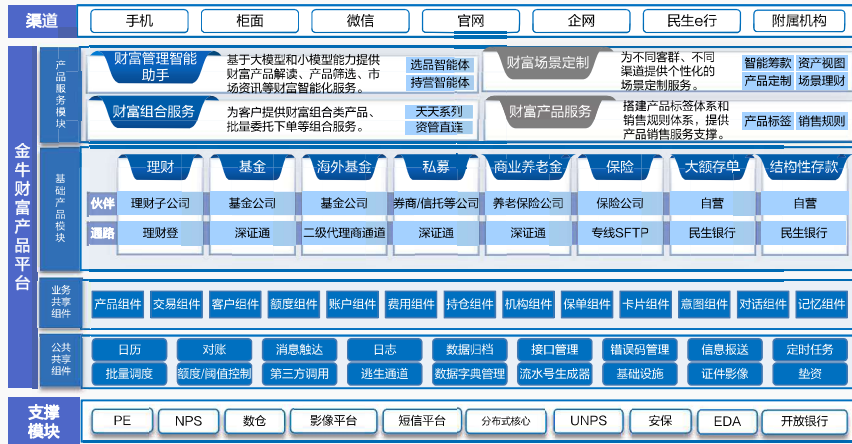 渠道
手机
柜面
微信
官网
企网
民生e行
附属机构
金牛财富产品平台
产品服务模块
财富管理智能
助手
基于大模型和小模型能力提供
财富产品解读、产品筛选、市
场资讯等财富智能化服务。
选品智能体
持营智能体
财富场景定制
为不同客群、不同
渠道提供个性化的
场景定制服务。
智能筹款 资产视图
产品定制 场景理财
财富组合服务
为客户提供财富组合类产品、
批量委托下单等组合服务。
天天系列
资管直连
财富产品服务
搭建产品标签体系和
销售规则体系，提供
产品销售服务支撑。
产品标签 销售规则
基础产品模块
理财
基金
海外基金
私募
商业养老金
保险
大额存单
结构性存款
伙伴
理财子公司
基金公司
基金公司
券商/信托等公司
养老保险公司
保险公司
自营
自营
通路
理财登
深证通
二级代理商通道
深证通
深证通
专线SFTP
民生银行
民生银行
业务
共享
组件
产品组件
交易组件
客户组件
额度组件
账户组件
费用组件
持仓组件
机构组件
保单组件
卡片组件
意图组件
对话组件
记忆组件
公共
共享
组件
日历
对账
消息触达
日志
数据归档
接口管理
错误码管理
信息报送
定时任务
批量调度
额度/阈值控制
第三方调用
逃生通道
数据字典管理
流水号生成器
基础设施
证件影像
垫资
支撑
模块
PE
NPS
数仓
影像平台
短信平台
分布式核心
UNPS
安保
EDA
开放银行